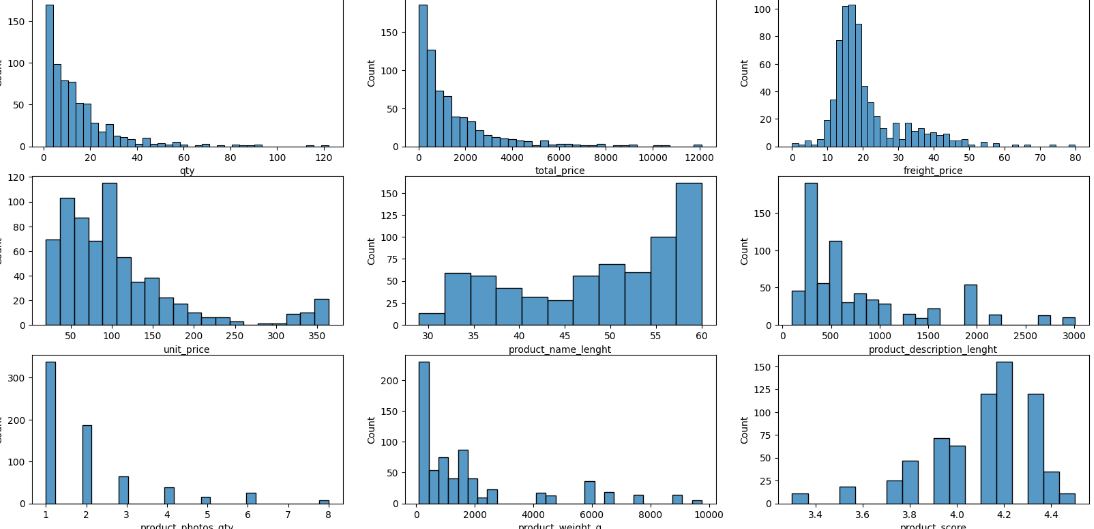 150
100
50
0
Count
0 20 40 60 80 100 120
qty
150
100
50
0
Count
0 2000 4000 6000 8000 10000 12000
total_price
100
80
60
40
20
0
Count
0 10 20 30 40 50 60 70 80
freight_price
120
100
80
60
40
20
0
Count
50 100 150 200 250 300 350
unit_price
175
150
125
100
75
50
25
0
Count
30 35 40 45 50 55 60
product_name_lenght
150
100
50
0
Count
0 500 1000 1500 2000 2500 3000
product_description_lenght
300
200
100
0
Count
1 2 3 4 5 6 7 8
product_photos_qty
200
150
100
50
0
Count
0 2000 4000 6000 8000 10000
product_weight_g
150
125
100
75
50
25
0
Count
3.4 3.6 3.8 4.0 4.2 4.4
product_score